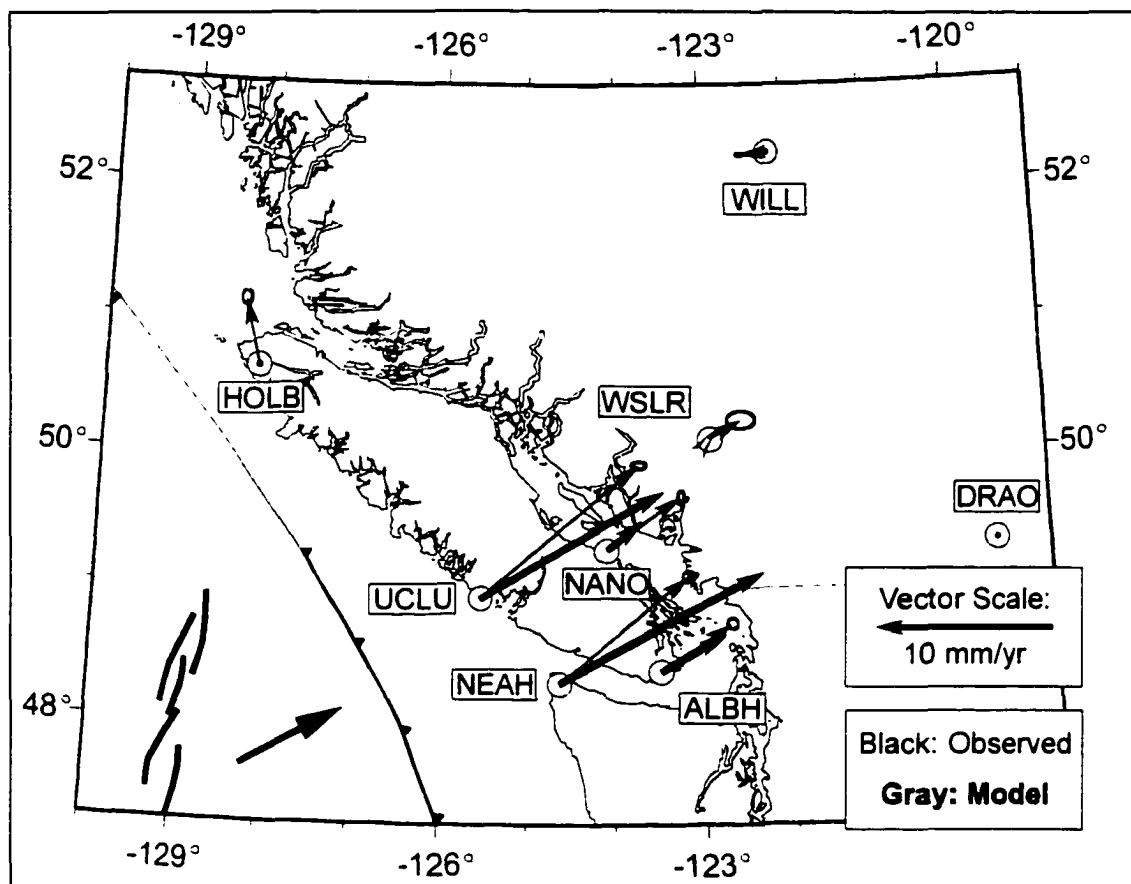 -129° -126° -123° -120°
52° 52°
WILL
HOLB
WSLR
50° 50°
DRAO
UCLU
NANO
Vector Scale:
10 mm/yr
NEAH
ALBH
48°
Black: Observed
Gray: Model
-129° -126° -123°